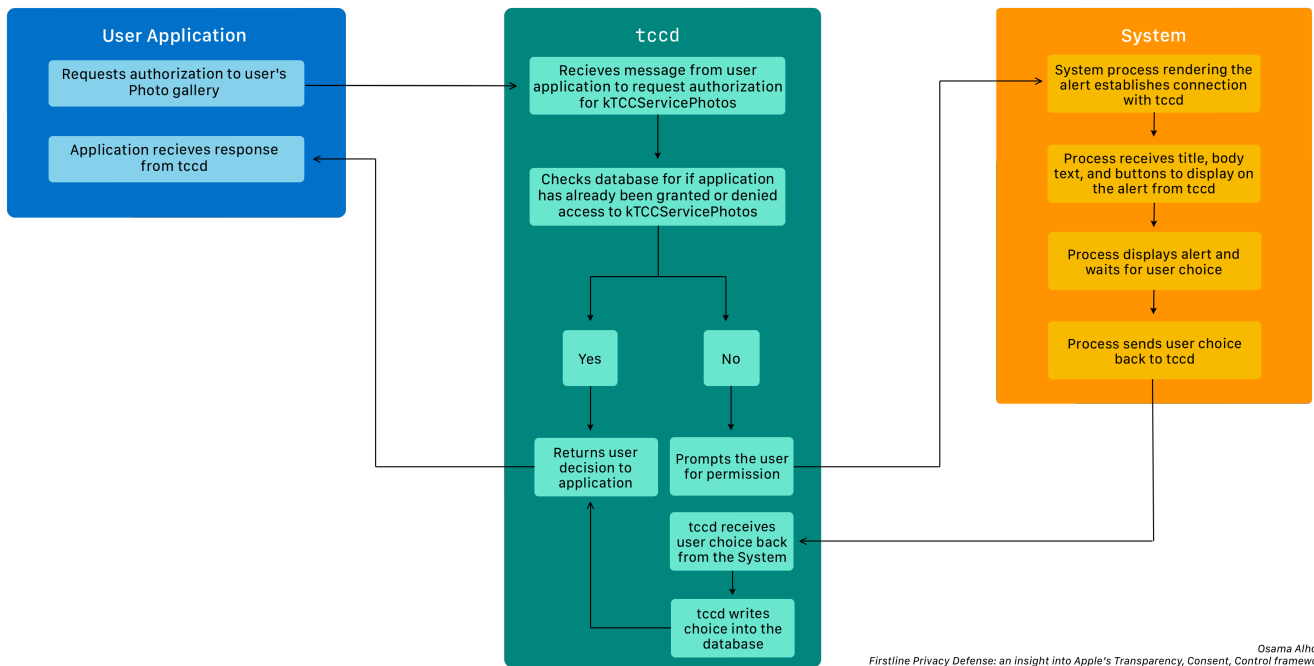 User Application
Requests authorization to user's
Photo gallery
Application recieves response
from tccd
tccd
Recieves message from user
application to request authorization
for kTCCServicePhotos
Checks database for if application
has already been granted or denied
access to kTCCServicePhotos
Yes
No
Returns user
decision to
application
Prompts the user
for permission
tccd receives
user choice back
from the System
tccd writes
choice into the
database
System
System process rendering the
alert establishes connection
with tccd
Process receives title, body
text, and buttons to display on
the alert from tccd
Process displays alert and
waits for user choice
Process sends user choice
back to tccd
Osama
Firstline Privacy Defense: an insight into Apple's Transparency, Consent, Control